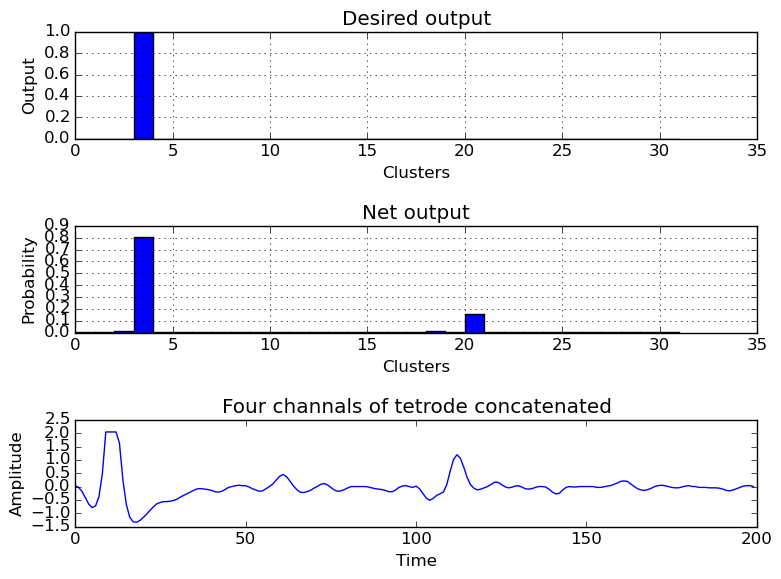 Desired output
1.0
0.8
0.6
0.4
0.2
0.0
Output
0 5 10 15 20 25 30 35
Clusters
Net output
0.9
0.8
0.7
0.6
0.5
0.4
0.3
0.2
0.1
0.0
Probability
0 5 10 15 20 25 30 35
Clusters
Four channals of tetrode concatenated
2.5
2.0
1.5
1.0
0.5
0.0
−0.5
−1.0
−1.5
Amplitude
0 50 100 150 200
Time